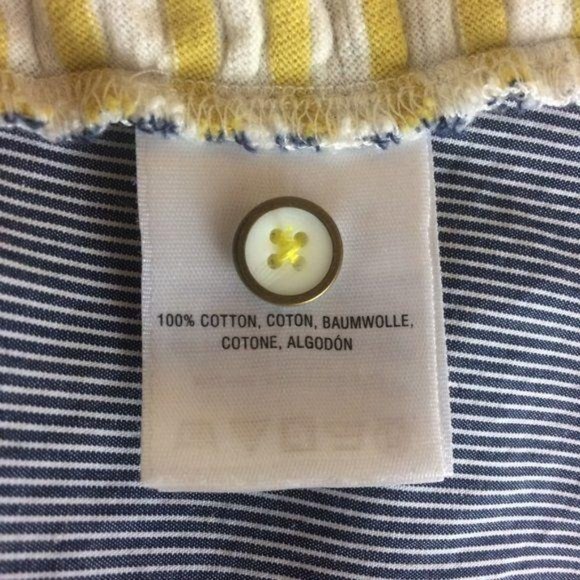 100% COTTON, COTON, BAUMWOLLE,
COTONE, ALGODÓN